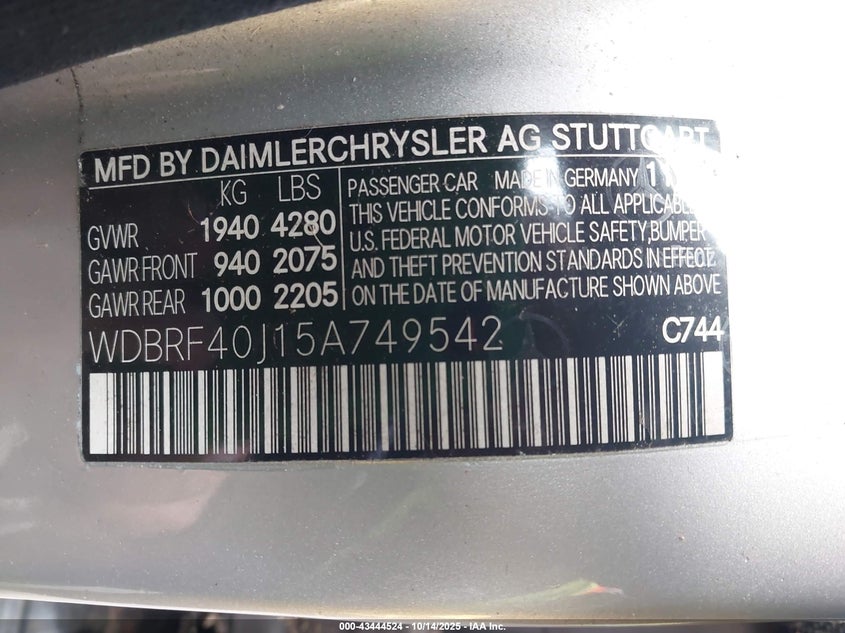 MFD BY DAIMLERCHRYSLER AG STUTTGART
KG LBS
GVWR 1940 4280
GAWR FRONT 940 2075
GAWR REAR 1000 2205
PASSENGER CAR MADE IN GERMANY
THIS VEHICLE CONFORMS TO ALL APPLICABLE
U.S. FEDERAL MOTOR VEHICLE SAFETY,BUMPER
AND THEFT PREVENTION STANDARDS IN EFFECT
ON THE DATE OF MANUFACTURE SHOWN ABOVE
WDBRF40J15A749542 C744
000-43444524 - 10/14/2025 - IAA Inc.